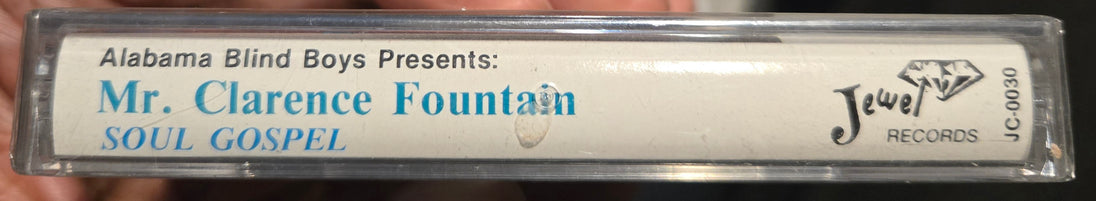 Alabama Blind Boys Presents:
Mr. Clarence Fountain
SOUL GOSPEL
Jewel
RECORDS
JC-0030